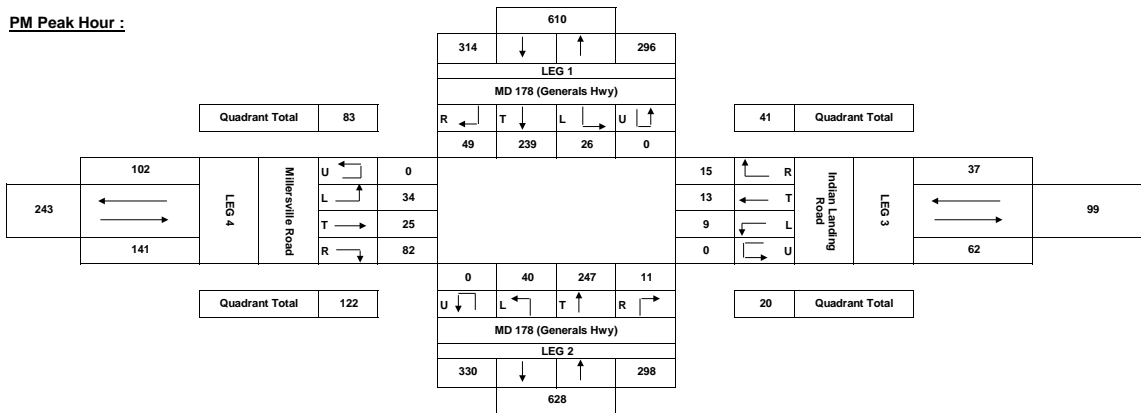 PM Peak Hour :
610
314 296
LEG 1
MD 178 (Generals Hwy)
Quadrant Total 83
R T L U
41 Quadrant Total
49 239 26 0
102
U 0
15 R
37
243
LEG 4
Millersville Road
L 34
13 T
Indian Landing
Road
LEG 3
99
T 25
9 L
141
R 82
0 U
62
0 40 247 11
Quadrant Total 122
U L T R
20 Quadrant Total
MD 178 (Generals Hwy)
LEG 2
330 298
628